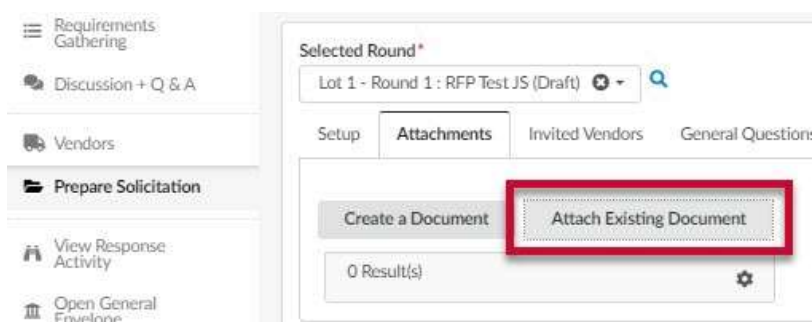 Requirements
Gathering
Discussion + Q & A
Vendors
Prepare Solicitation
View Response
Activity
Open General
Envelope
Selected Round*
Lot 1 - Round 1 : RFP Test JS (Draft)
Setup Attachments Invited Vendors General Questions
Create a Document Attach Existing Document
0 Result(s)